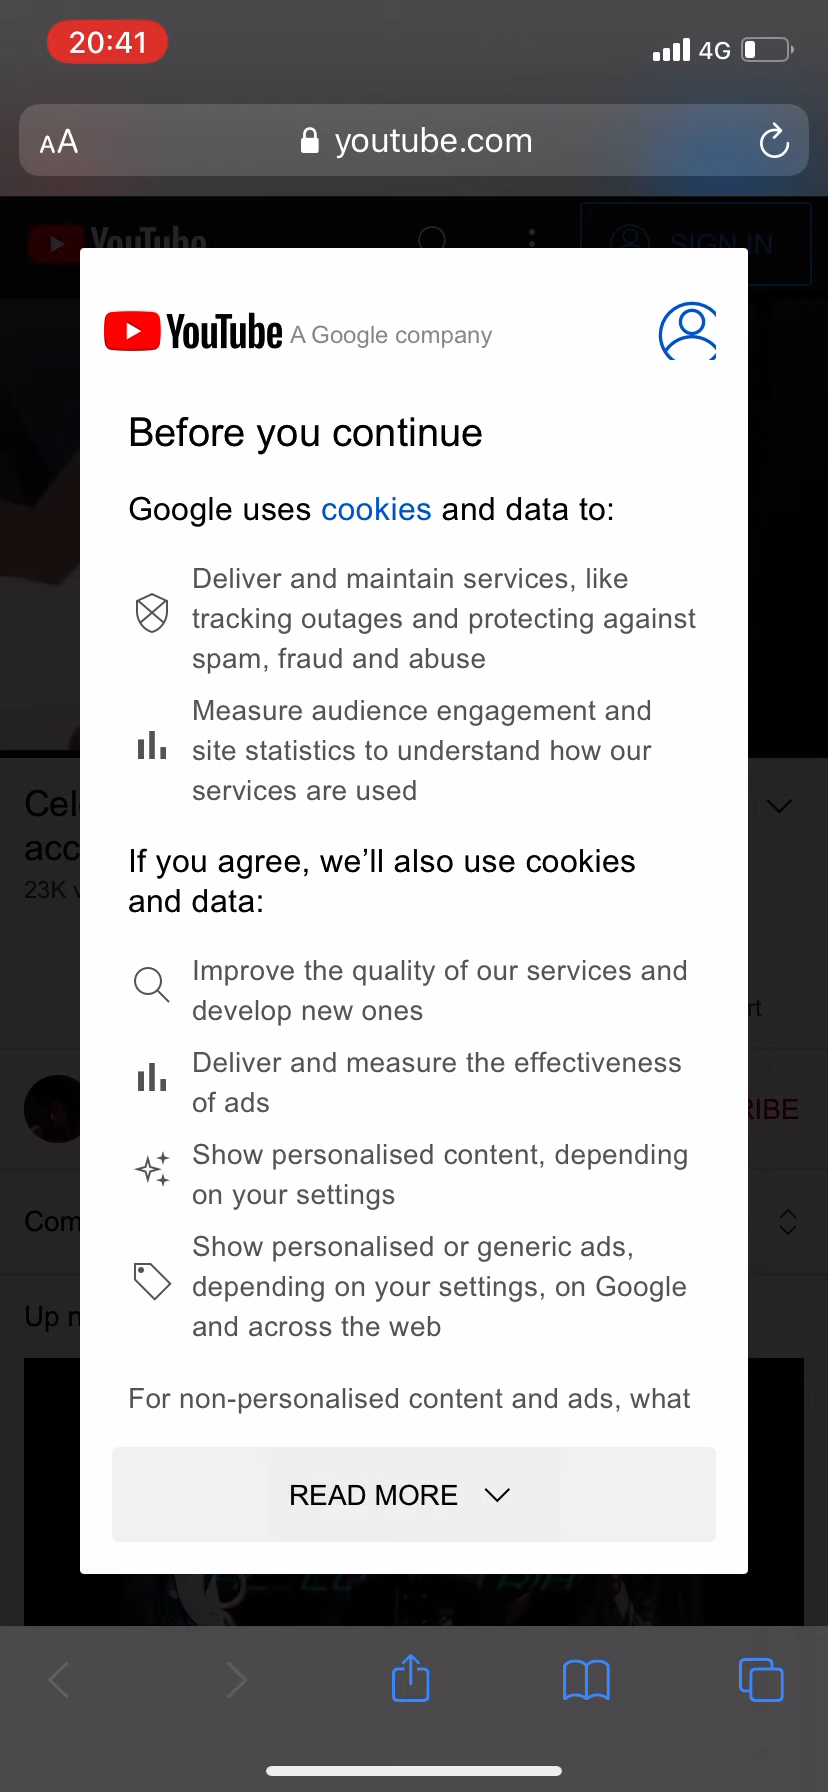 20:41
4G
AA
youtube.com
YouTube
SIGN IN
YouTube A Google company
Before you continue
Google uses cookies and data to:
Deliver and maintain services, like
tracking outages and protecting against
spam, fraud and abuse
Measure audience engagement and
site statistics to understand how our
services are used
If you agree, we’ll also use cookies
and data:
Improve the quality of our services and
develop new ones
Deliver and measure the effectiveness
of ads
Show personalised content, depending
on your settings
Show personalised or generic ads,
depending on your settings, on Google
and across the web
For non-personalised content and ads, what
READ MORE
23K
Up